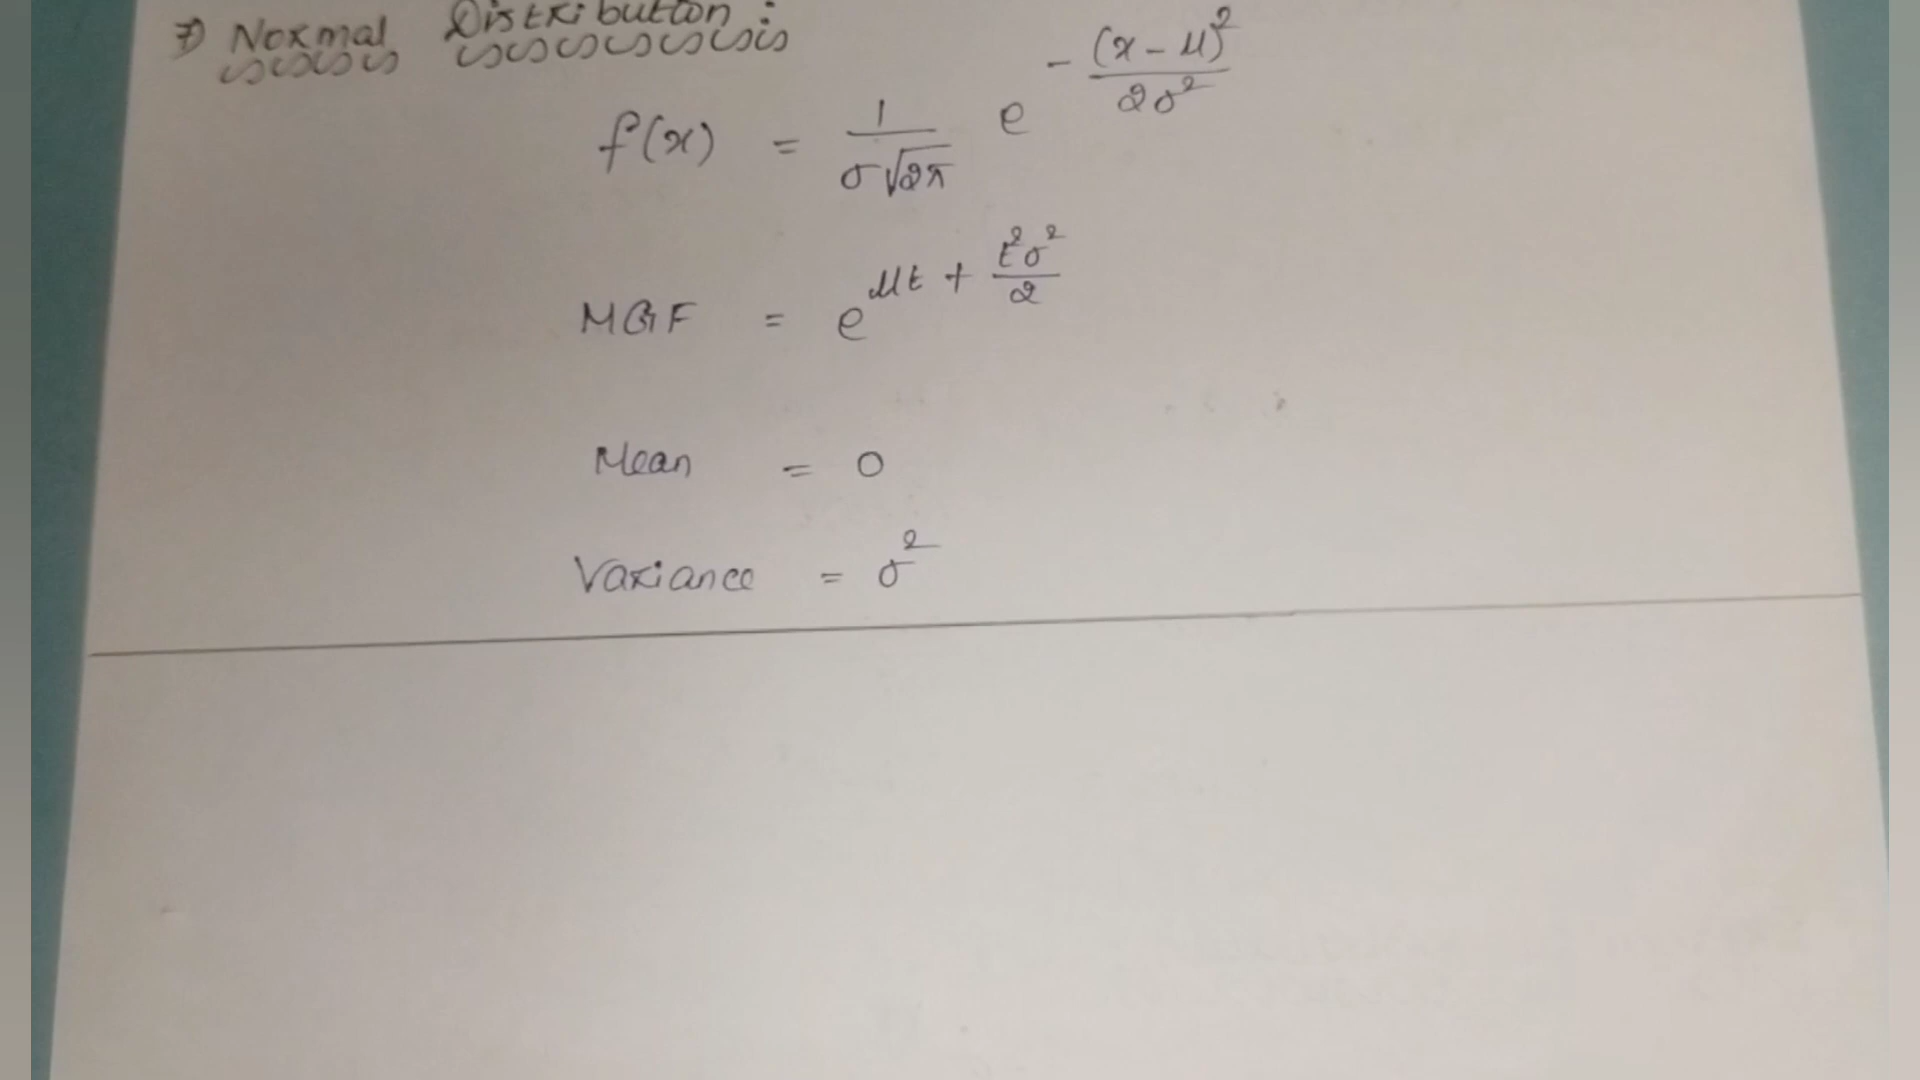 7) Normal Distribution :
f(x) = 1/(σ√2π) e^(-(x-μ)²/2σ²)
MGF = e^(μt + t²σ²/2)
Mean = 0
Variance = σ²